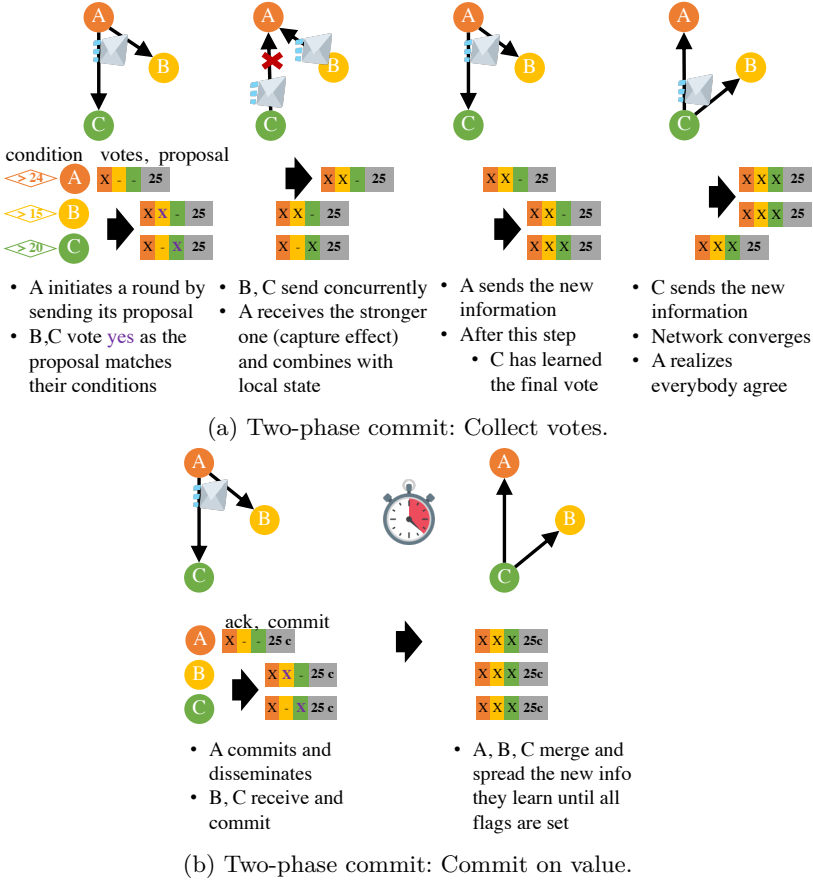 A
B
C
A
B
C
A
B
C
A
B
C
condition votes, proposal
> 24 A X - - 25
X X - 25
X X - 25
X X X 25
> 15 B X X - 25
X X - 25
X X - 25
X X X 25
> 20 C X - X 25
X - X 25
X X X 25
X X X 25
• A initiates a round by
sending its proposal
• B,C vote yes as the
proposal matches
their conditions
• B, C send concurrently
• A receives the stronger
one (capture effect)
and combines with
local state
• A sends the new
information
• After this step
• C has learned
the final vote
• C sends the new
information
• Network converges
• A realizes
everybody agree
(a) Two-phase commit: Collect votes.
A
B
C
A
B
C
ack, commit
A X - - 25 c
X X X 25c
B X X - 25 c
X X X 25c
C X - X 25 c
X X X 25c
• A commits and
disseminates
• B, C receive and
commit
• A, B, C merge and
spread the new info
they learn until all
flags are set
(b) Two-phase commit: Commit on value.